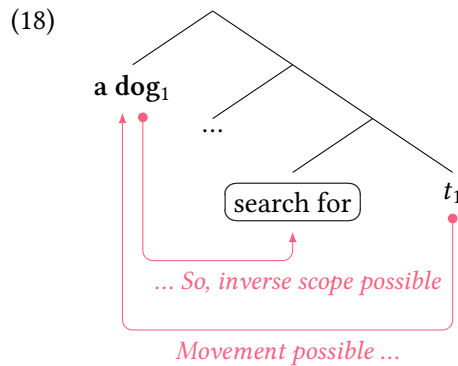 (18)
a dog₁
...
search for
t₁
... So, inverse scope possible
Movement possible ...